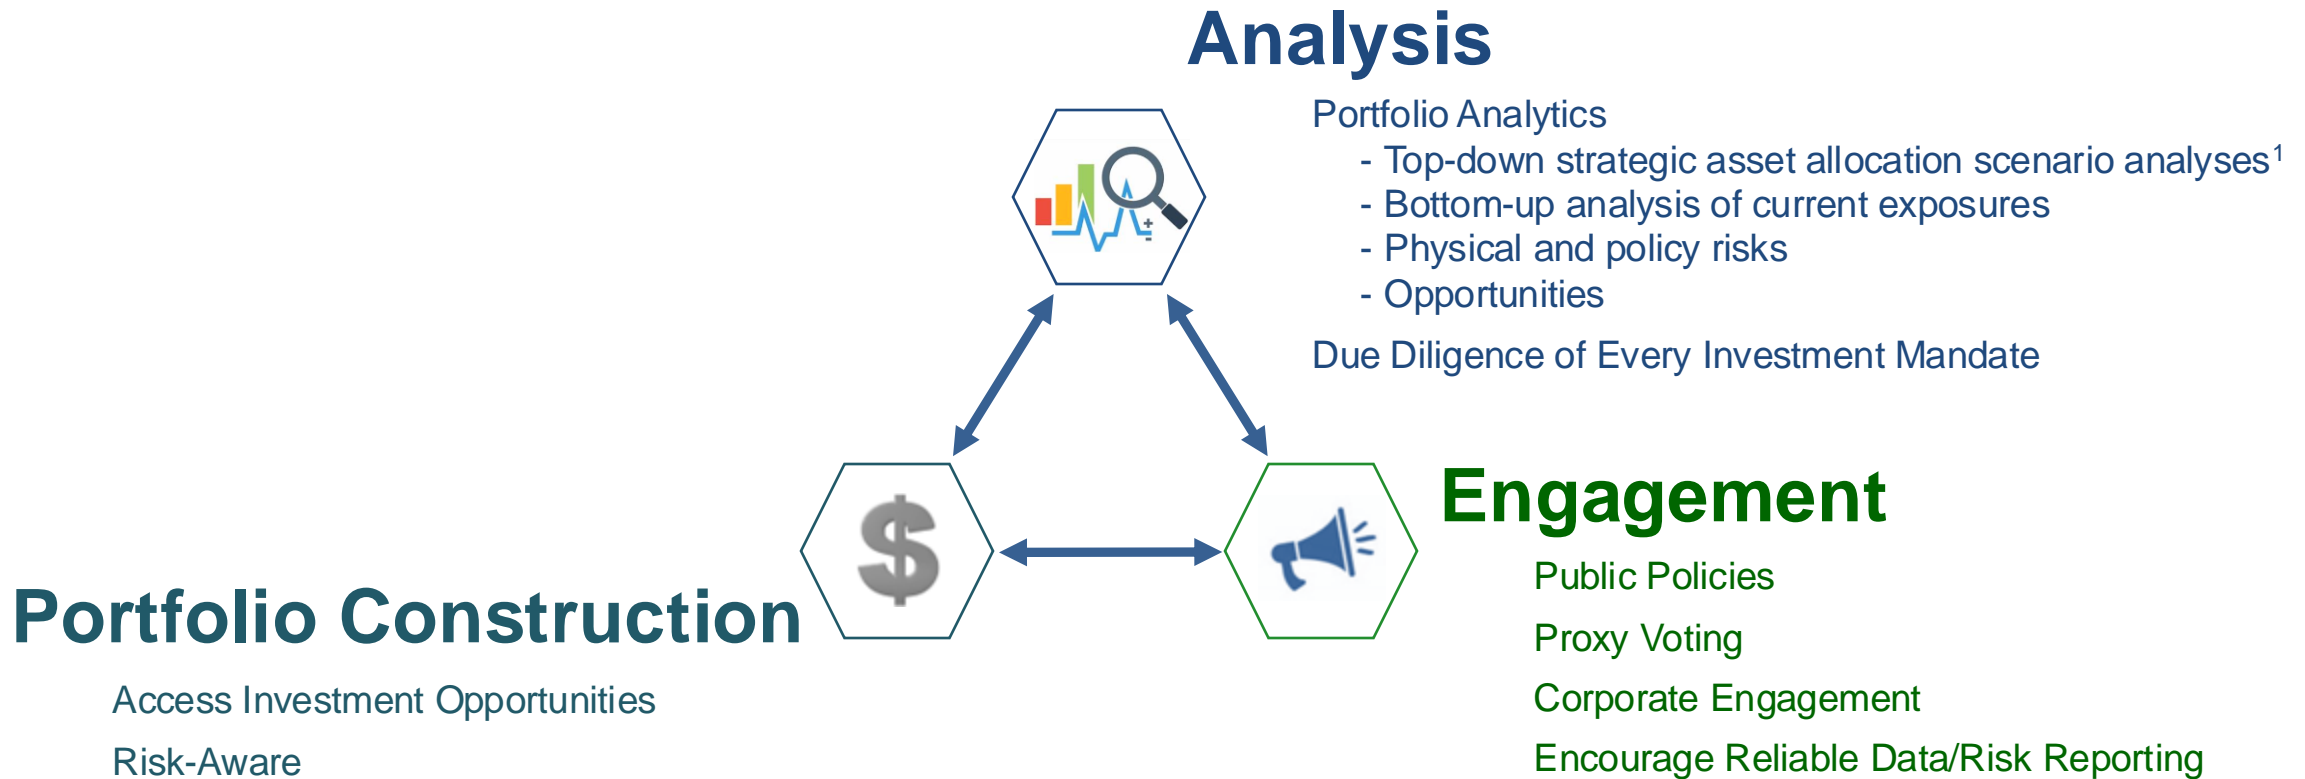 Analysis
Portfolio Analytics
- Top-down strategic asset allocation scenario analyses¹
- Bottom-up analysis of current exposures
- Physical and policy risks
- Opportunities
Due Diligence of Every Investment Mandate
Engagement
Public Policies
Proxy Voting
Corporate Engagement
Encourage Reliable Data/Risk Reporting
Portfolio Construction
Access Investment Opportunities
Risk-Aware